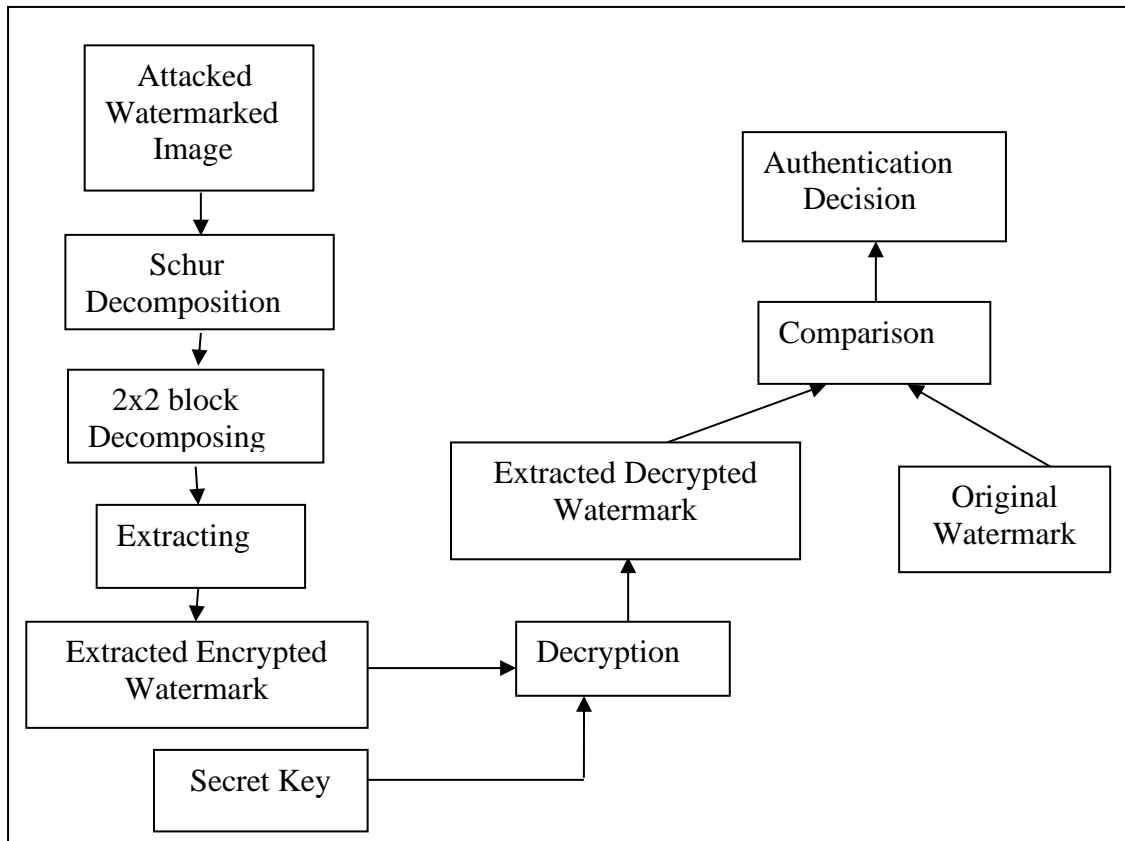 Attacked
Watermarked
Image
Schur
Decomposition
2x2 block
Decomposing
Extracting
Extracted Encrypted
Watermark
Secret Key
Decryption
Extracted Decrypted
Watermark
Original
Watermark
Comparison
Authentication
Decision